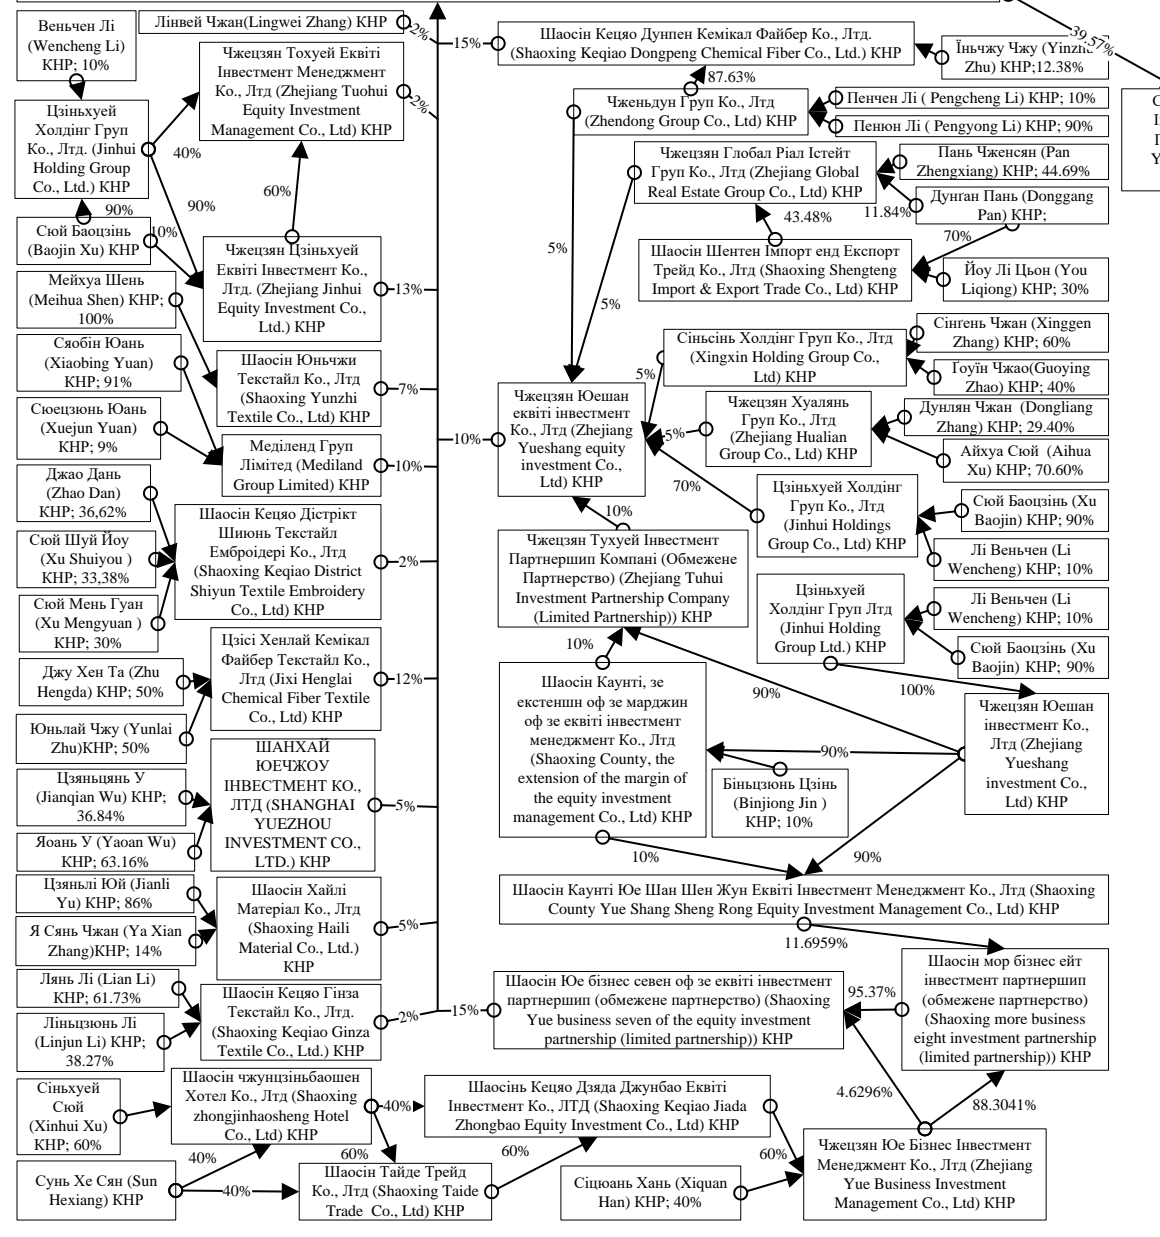 Веньчен Лі
(Wencheng Li)
КНР; 10%
Лінвей Чжан(Lingwei Zhang) КНР
2%
Чжецзян Тохуей Еквіті
Інвестмент Менеджмент
Ко., Лтд (Zhejiang Tuohui
Equity Investment
Management Co., Ltd) КНР
2%
Цзіньхуей
Холдінг Груп
Ко., Лтд. (Jinhui
Holding Group
Co., Ltd.) КНР
40%
90%
90%
60%
Сюй Баоцзінь
(Baojin Xu) КНР
10%
Чжецзян Цзіньхуей
Еквіті Інвестмент Ко.,
Лтд. (Zhejiang Jinhui
Equity Investment Co.,
Ltd.) КНР
13%
Мейхуа Шень
(Meihua Shen) КНР;
100%
Сяобін Юань
(Xiaobing Yuan)
КНР; 91%
Шаосін Юньчжи
Текстайл Ко., Лтд
(Shaoxing Yunzhi
Textile Co., Ltd) КНР
7%
Сюецзюнь Юань
(Xuejun Yuan)
КНР; 9%
Меділенд Груп
Лімітед (Mediland
Group Limited) КНР
10%
Джао Дань
(Zhao Dan)
КНР; 36,62%
Сюй Шуй Йоу
(Xu Shuiyou )
КНР; 33,38%
Сюй Мень Гуан
(Xu Mengyuan )
КНР; 30%
Шаосін Кецяо Дістрікт
Шиюнь Текстайл
Ембройдері Ко., Лтд
(Shaoxing Keqiao District
Shiyun Textile Embroidery
Co., Ltd) КНР
2%
Джу Хен Та (Zhu
Hengda) КНР; 50%
Юньлай Чжу (Yunlai
Zhu)КНР; 50%
Цзісі Хенлай Кемікал
Файбер Текстайл Ко.,
Лтд (Jixi Henglai
Chemical Fiber Textile
Co., Ltd) КНР
12%
Цзяньцянь У
(Jianqian Wu) КНР;
36.84%
Яоань У (Yaoan Wu)
КНР; 63.16%
ШАНХАЙ
ЮЕЧЖОУ
ІНВЕСТМЕНТ КО.,
ЛТД (SHANGHAI
YUEZHOU
INVESTMENT CO.,
LTD.) КНР
5%
Цзяньлі Юй (Jianli
Yu) КНР; 86%
Я Сянь Чжан (Ya Xian
Zhang)КНР; 14%
Шаосін Хайлі
Матеріал Ко., Лтд
(Shaoxing Haili
Material Co., Ltd.)
КНР
5%
Лянь Лі (Lian Li)
КНР; 61.73%
Ліньцзюнь Лі
(Linjun Li) КНР;
38.27%
Шаосін Кецяо Гінза
Текстайл Ко., Лтд.
(Shaoxing Keqiao Ginza
Textile Co., Ltd.) КНР
2%
Сіньхуей
Сюй
(Xinhui Xu)
КНР; 60%
Шаосін чжунцзіньбаошен
Хотел Ко., Лтд (Shaoxing
zhongjinhaosheng Hotel
Co., Ltd) КНР
40%
Сунь Хе Сян (Sun
Hexiang) КНР
40%
40%
60%
Шаосін Тайде Трейд
Ко., Лтд (Shaoxing Taide
Trade Co., Ltd) КНР
60%
Шаосінь Кецяо Дзяда Джунбао Еквіті
Інвестмент Ко., ЛТД (Shaoxing Keqiao Jiada
Zhongbao Equity Investment Co., Ltd) КНР
60%
Сіцюань Хань (Xiquan
Han) КНР; 40%
Чжецзян Юе Бізнес Інвестмент
Менеджмент Ко., Лтд (Zhejiang
Yue Business Investment
Management Co., Ltd) КНР
4.6296%
88.3041%
15%
Шаосін Юе бізнес севен оф зе еквіті інвестмент
партнершип (обмежене партнерство) (Shaoxing
Yue business seven of the equity investment
partnership (limited partnership)) КНР
95.37%
Шаосін мор бізнес ейт
інвестмент партнершип
(обмежене партнерство)
(Shaoxing more business
eight investment partnership
(limited partnership)) КНР
11.6959%
Шаосін Каунті Юе Шан Шен Жун Еквіті Інвестмент Менеджмент Ко., Лтд (Shaoxing
County Yue Shang Sheng Rong Equity Investment Management Co., Ltd) КНР
10%
90%
Шаосін Каунті, зе
екстеншн оф зе марджин
оф зе еквіті інвестмент
менеджмент Ко., Лтд
(Shaoxing County, the
extension of the margin of
the equity investment
management Co., Ltd) КНР
90%
Біньцзюнь Цзінь
(Binjiong Jin )
КНР; 10%
Чжецзян Юешан
інвестмент Ко.,
Лтд (Zhejiang
Yueshang
investment Co.,
Ltd) КНР
90%
100%
10%
Чжецзян Тухуей Інвестмент
Партнершип Компані (Обмежене
Партнерство) (Zhejiang Tuhui
Investment Partnership Company
(Limited Partnership)) КНР
10%
Цзіньхуей
Холдінг Груп Лтд
(Jinhui Holding
Group Ltd.) КНР
Лі Веньчен (Li
Wencheng) КНР; 10%
Сюй Баоцзінь (Xu
Baojin) КНР; 90%
Цзіньхуей Холдінг
Груп Ко., Лтд
(Jinhui Holdings
Group Co., Ltd) КНР
Сюй Баоцзінь (Xu
Baojin) КНР; 90%
Лі Веньчен (Li
Wencheng) КНР; 10%
70%
10%
Чжецзян Юешан
еквіті інвестмент
Ко., Лтд (Zhejiang
Yueshang equity
investment Co.,
Ltd) КНР
5%
Чжецзян Хуалянь
Груп Ко., Лтд
(Zhejiang Hualian
Group Co., Ltd) КНР
Дунлян Чжан (Dongliang
Zhang) КНР; 29.40%
Айхуа Сюй (Aihua
Xu) КНР; 70.60%
5%
Сіньсінь Холдінг Груп Ко., Лтд
(Xingxin Holding Group Co.,
Ltd) КНР
Сінґень Чжан (Xinggen
Zhang) КНР; 60%
Ґоуїн Чжао(Guoying
Zhao) КНР; 40%
5%
5%
Шаосін Шентен Імпорт енд Експорт
Трейд Ко., Лтд (Shaoxing Shengteng
Import & Export Trade Co., Ltd) КНР
Йоу Лі Цьон (You
Liqiong) КНР; 30%
70%
43.48%
11.84%
Чжецзян Глобал Ріал Істейт
Груп Ко., Лтд (Zhejiang Global
Real Estate Group Co., Ltd) КНР
Пань Чженсян (Pan
Zhengxiang) КНР; 44.69%
Дунґан Пань (Donggang
Pan) КНР;
Чженьдун Груп Ко., Лтд
(Zhendong Group Co., Ltd) КНР
Пенчен Лі ( Pengcheng Li) КНР; 10%
Пенюн Лі ( Pengyong Li) КНР; 90%
87.63%
15%
Шаосін Кецяо Дунпен Кемікал Файбер Ко., Лтд.
(Shaoxing Keqiao Dongpeng Chemical Fiber Co., Ltd.) КНР
Їньчжу Чжу
Zhu) КНР;12.38%
39.57%